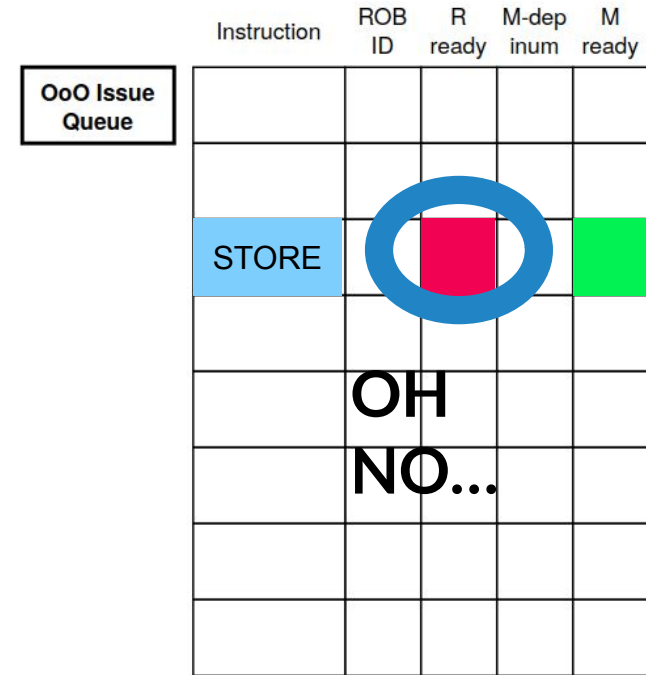 Instruction
ROB
ID
R
ready
M-dep
inum
M
ready
OoO Issue
Queue
STORE
OH
NO...